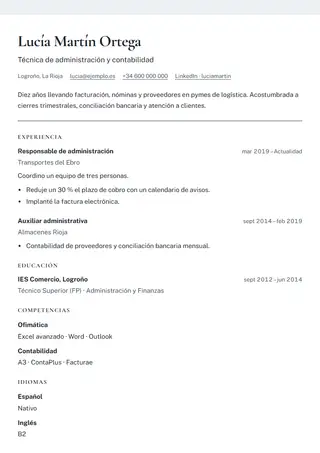 Lucía Martín Ortega
Técnica de administración y contabilidad
Logroño, La Rioja lucia@ejemplo.es +34 600 000 000 LinkedIn · luciamartin
Diez años llevando facturación, nóminas y proveedores en pymes de logística. Acostumbrada a
cierres trimestrales, conciliación bancaria y atención a clientes.
EXPERIENCIA
Responsable de administración mar 2019 – Actualidad
Transportes del Ebro
Coordino un equipo de tres personas.
• Reduje un 30 % el plazo de cobro con un calendario de avisos.
• Implanté la factura electrónica.
Auxiliar administrativa sept 2014 – feb 2019
Almacenes Rioja
• Contabilidad de proveedores y conciliación bancaria mensual.
EDUCACIÓN
IES Comercio, Logroño sept 2012 – jun 2014
Técnico Superior (FP) · Administración y Finanzas
COMPETENCIAS
Ofimática
Excel avanzado · Word · Outlook
Contabilidad
A3 · ContaPlus · Facturae
IDIOMAS
Español
Nativo
Inglés
B2